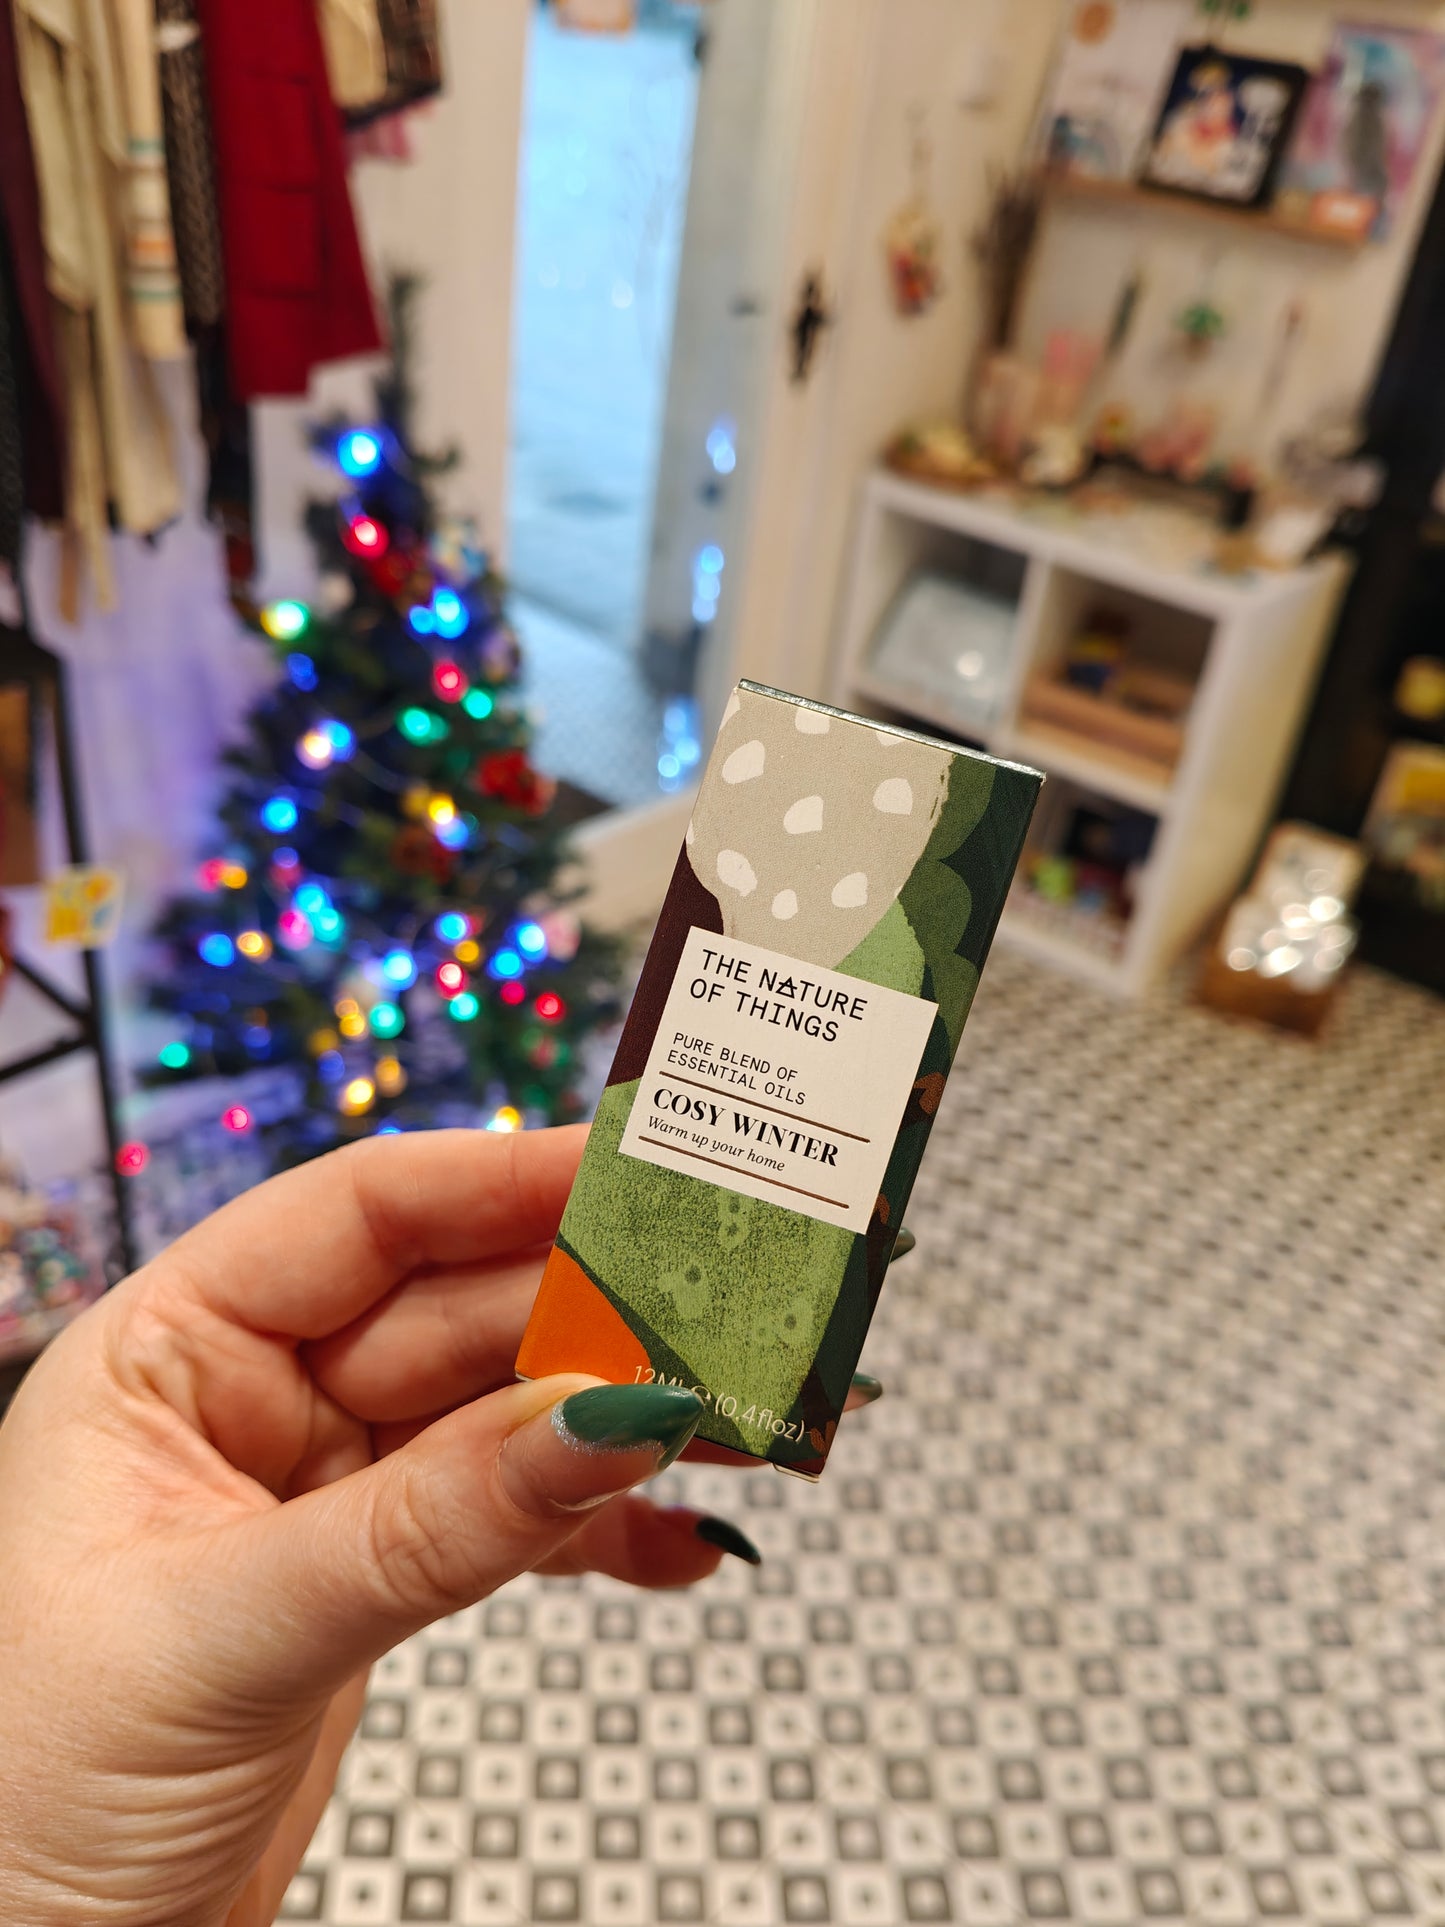 THE NATURE
OF THINGS
PURE BLEND OF
ESSENTIAL OILS
COSY WINTER
Warm up your home
12ML ℮ (0.4floz)